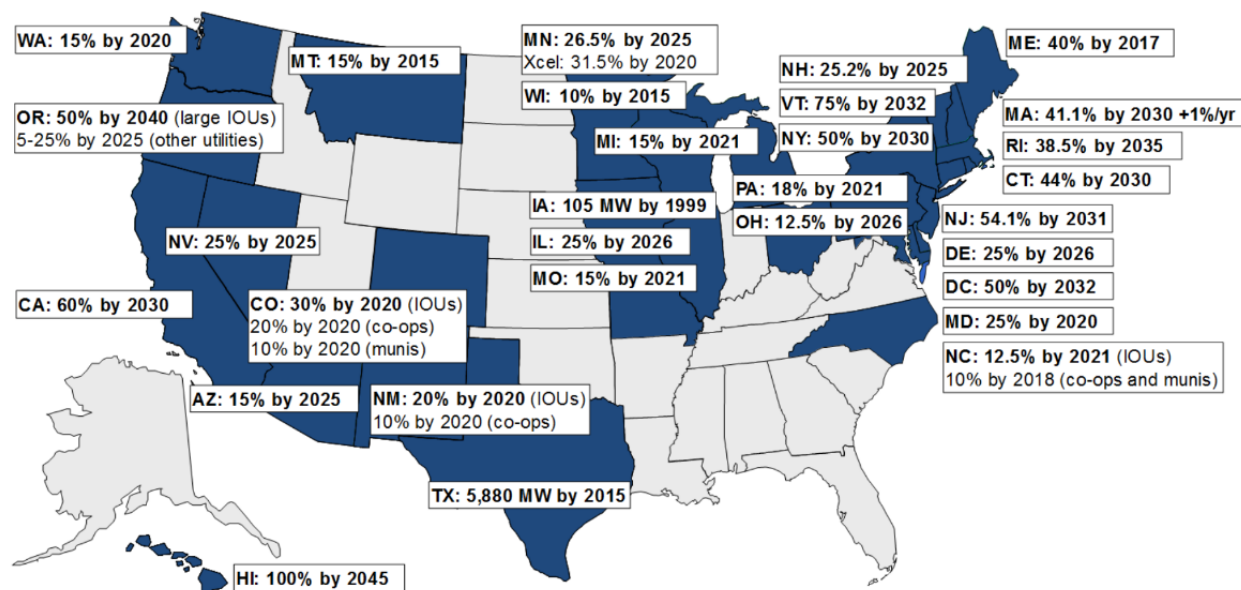 WA: 15% by 2020
MT: 15% by 2015
MN: 26.5% by 2025
Xcel: 31.5% by 2020
ME: 40% by 2017
NH: 25.2% by 2025
WI: 10% by 2015
VT: 75% by 2032
OR: 50% by 2040 (large IOUs)
5-25% by 2025 (other utilities)
MA: 41.1% by 2030 +1%/yr
MI: 15% by 2021
NY: 50% by 2030
RI: 38.5% by 2035
CT: 44% by 2030
PA: 18% by 2021
IA: 105 MW by 1999
OH: 12.5% by 2026
NJ: 54.1% by 2031
NV: 25% by 2025
IL: 25% by 2026
DE: 25% by 2026
MO: 15% by 2021
DC: 50% by 2032
CA: 60% by 2030
CO: 30% by 2020 (IOUs)
20% by 2020 (co-ops)
10% by 2020 (munis)
MD: 25% by 2020
NC: 12.5% by 2021 (IOUs)
10% by 2018 (co-ops and munis)
AZ: 15% by 2025
NM: 20% by 2020 (IOUs)
10% by 2020 (co-ops)
TX: 5,880 MW by 2015
HI: 100% by 2045